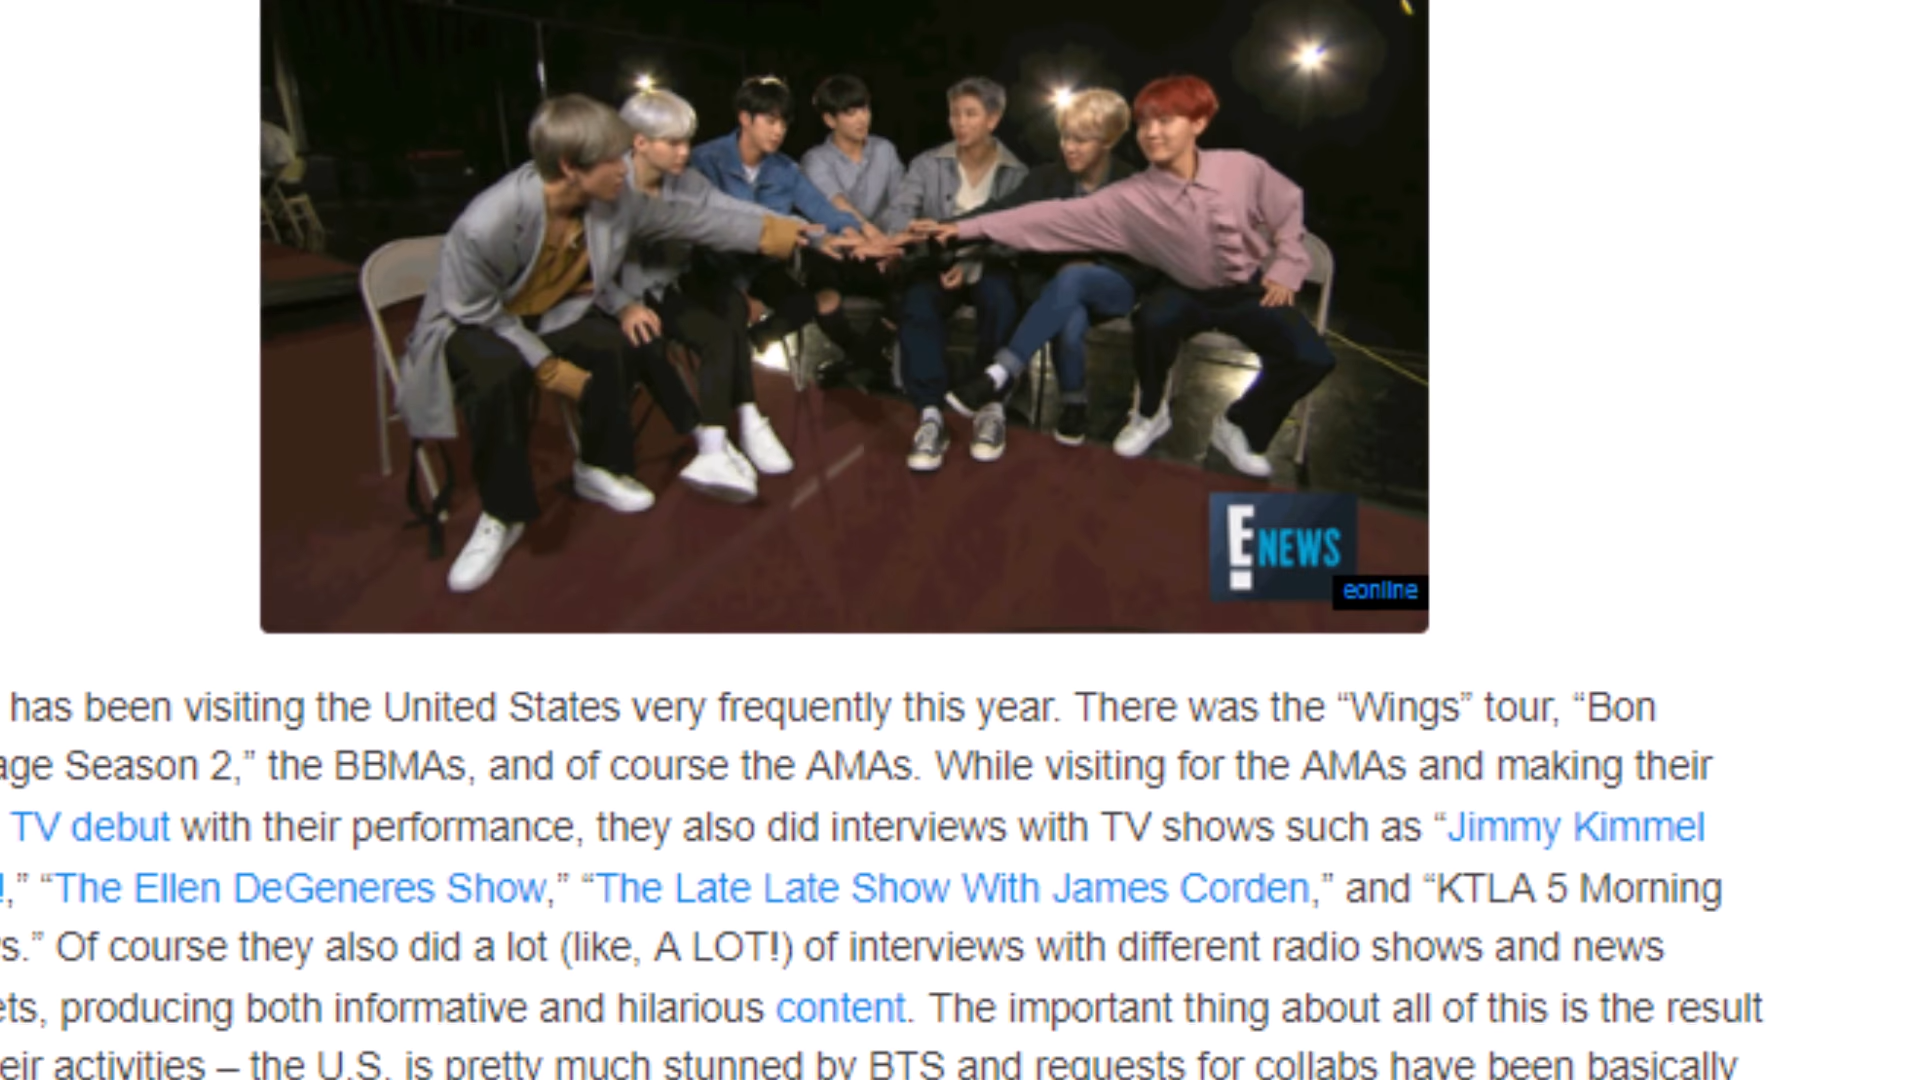 E! NEWS
eonline
has been visiting the United States very frequently this year. There was the “Wings” tour, “Bon
age Season 2,” the BBMAs, and of course the AMAs. While visiting for the AMAs and making their
TV debut with their performance, they also did interviews with TV shows such as “Jimmy Kimmel
!,” “The Ellen DeGeneres Show,” “The Late Late Show With James Corden,” and “KTLA 5 Morning
s.” Of course they also did a lot (like, A LOT!) of interviews with different radio shows and news
ets, producing both informative and hilarious content. The important thing about all of this is the result
eir activities – the U.S. is pretty much stunned by BTS and requests for collabs have been basically